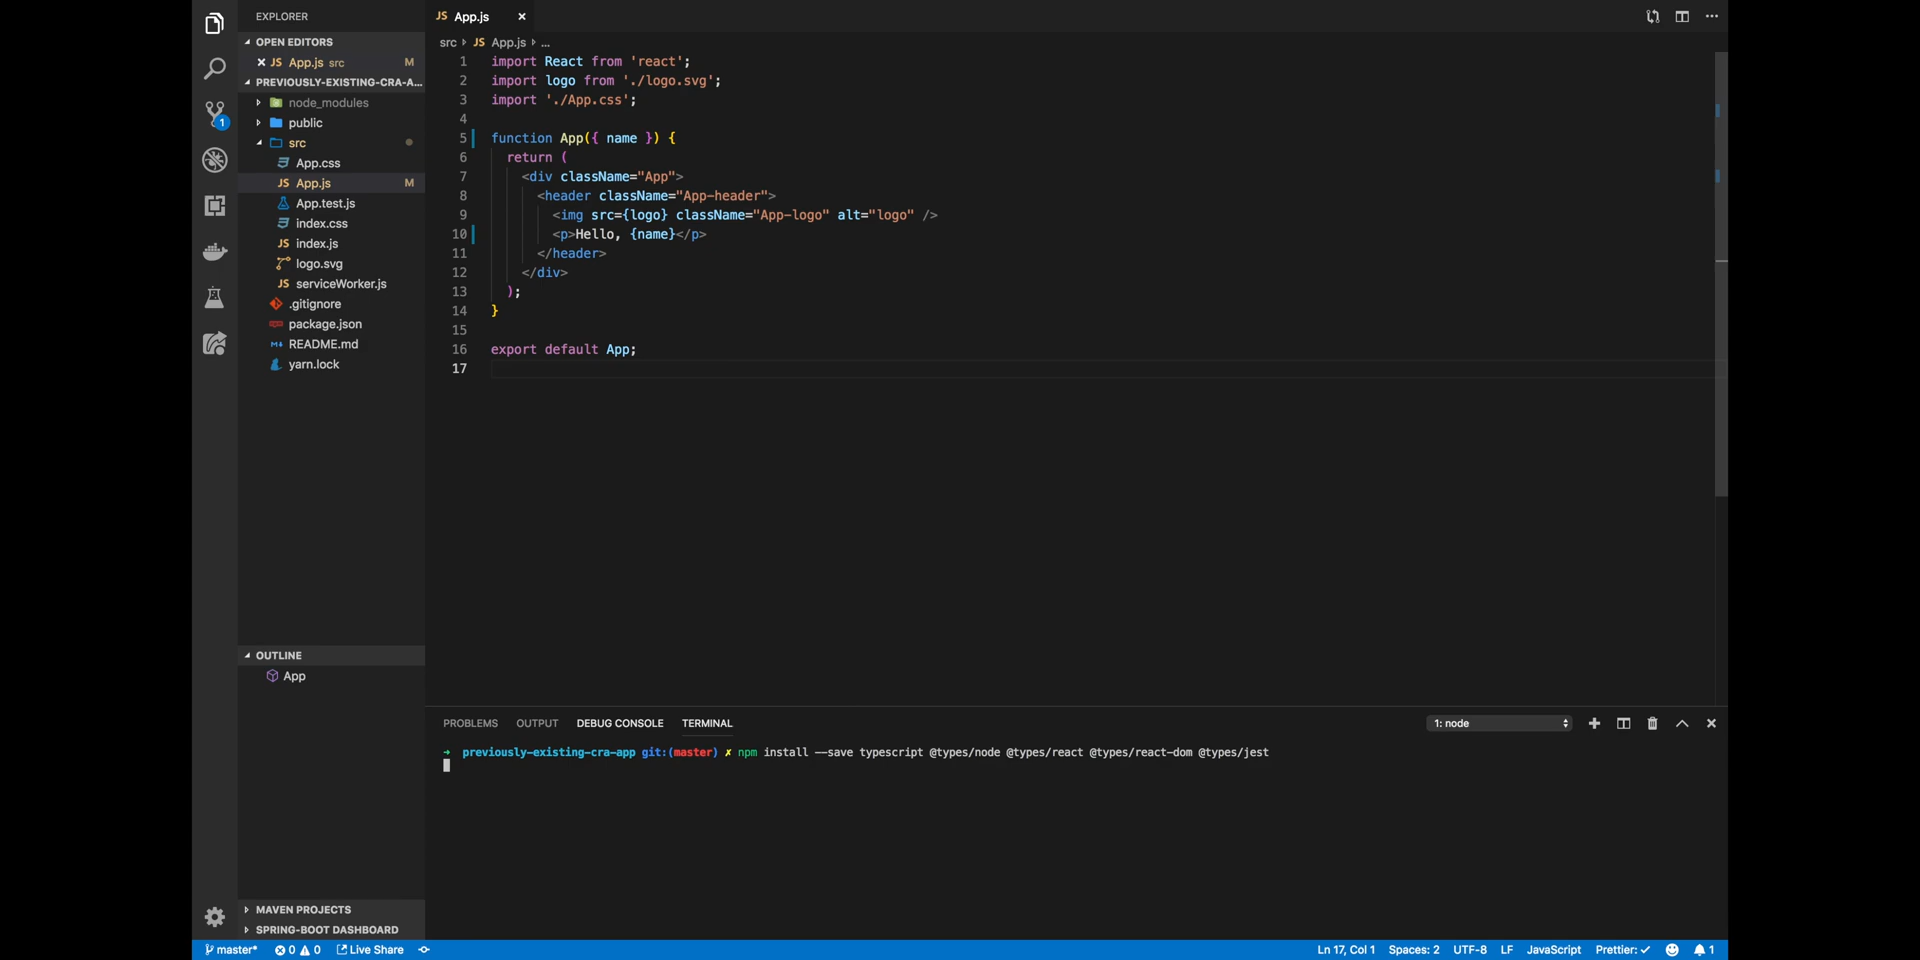 EXPLORER
OPEN EDITORS
App.js src M
PREVIOUSLY-EXISTING-CRA-A...
node_modules
public
src
App.css
JS App.js M
App.test.js
index.css
JS index.js
logo.svg
JS serviceWorker.js
.gitignore
package.json
README.md
yarn.lock
OUTLINE
App
MAVEN PROJECTS
SPRING-BOOT DASHBOARD
1
JS App.js
src JS App.js ...
1 import React from 'react';
2 import logo from './logo.svg';
3 import './App.css';
4
5 function App({ name }) {
6 return (
7 <div className="App">
8 <header className="App-header">
9 <img src={logo} className="App-logo" alt="logo" />
10 <p>Hello, {name}</p>
11 </header>
12 </div>
13 );
14 }
15
16 export default App;
17
PROBLEMS OUTPUT DEBUG CONSOLE TERMINAL 1: node
→ previously-existing-cra-app git:(master) ✗ npm install --save typescript @types/node @types/react @types/react-dom @types/jest
master* 0 0 Live Share Ln 17, Col 1 Spaces: 2 UTF-8 LF JavaScript Prettier: ✓ 1